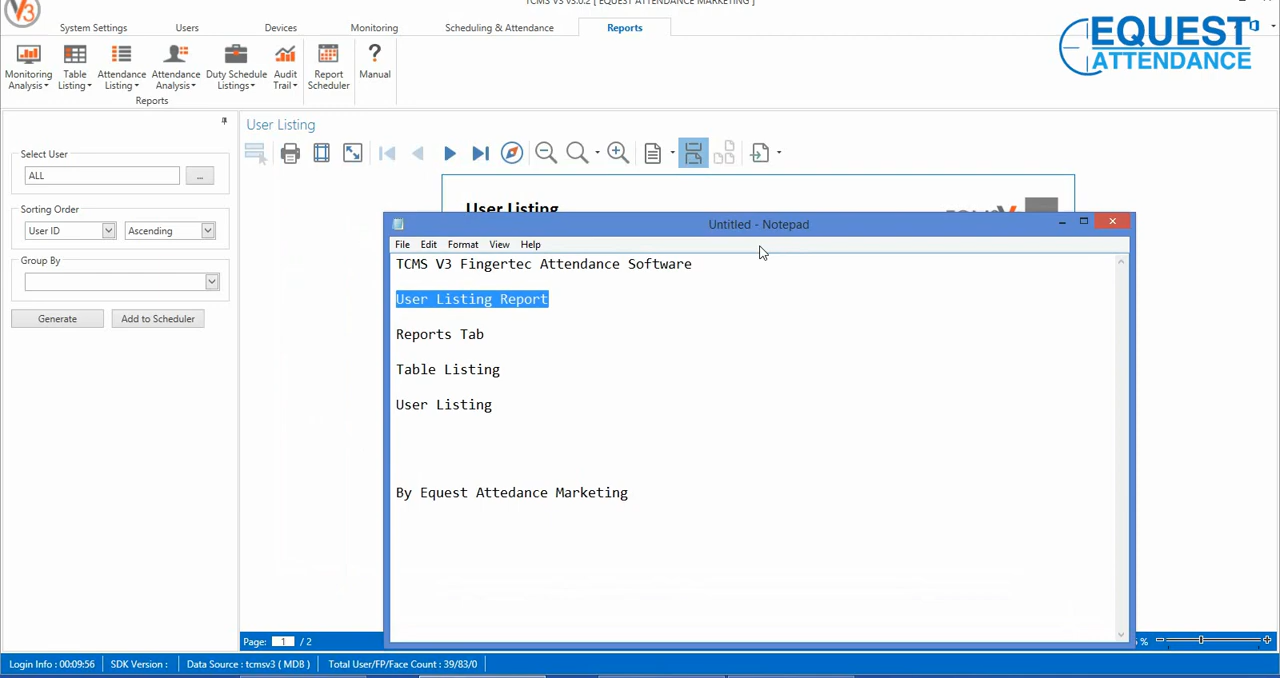 TCMS V3 V3.0.2 [ EQUEST ATTENDANCE MARKETING ]
V3
System Settings
Users
Devices
Monitoring
Scheduling & Attendance
Reports
EQUEST
ATTENDANCE
Monitoring Analysis
Table Listing
Attendance Listing
Attendance Analysis
Duty Schedule Listings
Audit Trail
Report Scheduler
Manual
Reports
User Listing
Select User
ALL
...
Sorting Order
User ID
Ascending
Group By
Generate
Add to Scheduler
User Listing
TCMSV
Untitled - Notepad
File Edit Format View Help
TCMS V3 Fingertec Attendance Software
User Listing Report
Reports Tab
Table Listing
User Listing
By Equest Attedance Marketing
Page: 1 / 2
%
Login Info : 00:09:56
SDK Version :
Data Source : tcmsv3 ( MDB )
Total User/FP/Face Count : 39/83/0